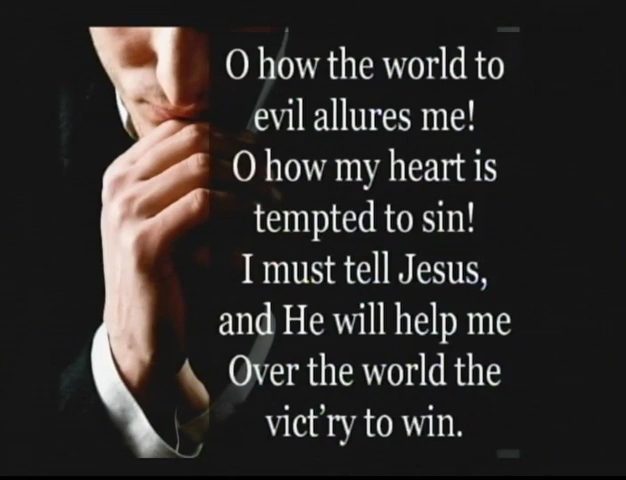 O how the world to
evil allures me!
O how my heart is
tempted to sin!
I must tell Jesus,
and He will help me
Over the world the
vict'ry to win.